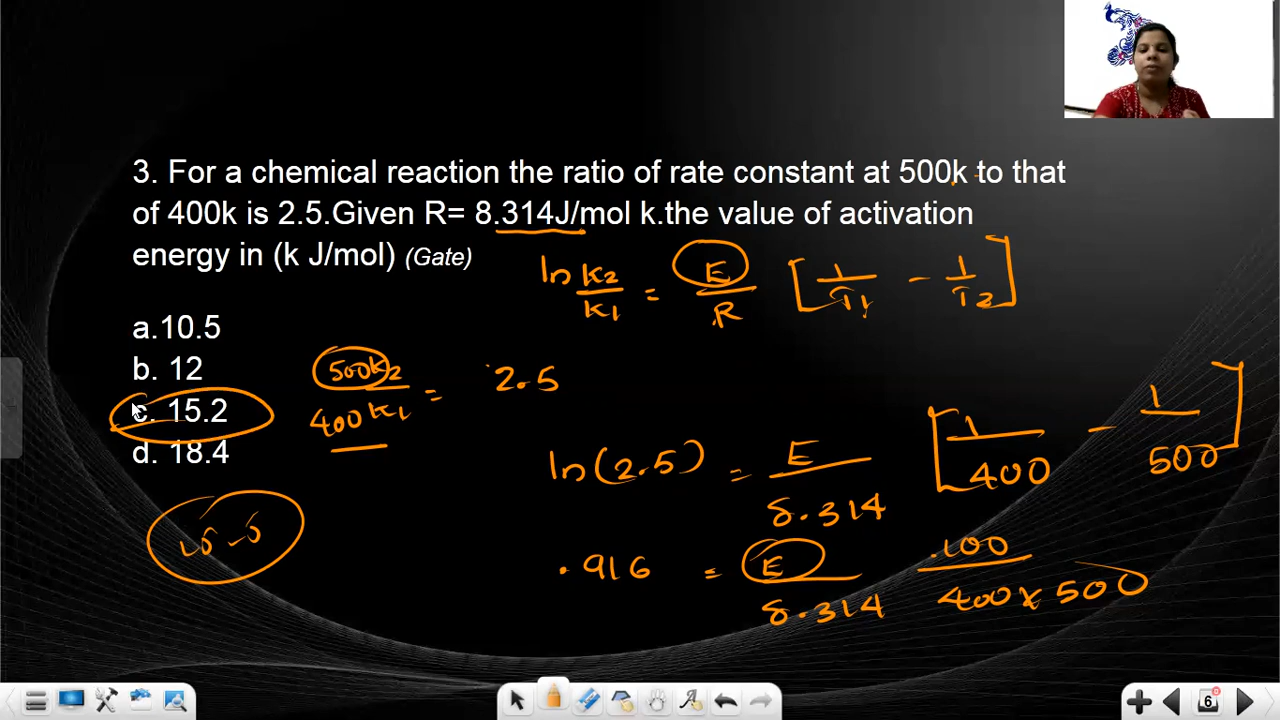 3. For a chemical reaction the ratio of rate constant at 500k to that
of 400k is 2.5.Given R= 8.314J/mol k.the value of activation
energy in (k J/mol) (Gate)
ln K2/K1 = E/R [1/T1 - 1/T2]
a.10.5
b. 12
c. 15.2
d. 18.4
500K2/400K1 = 2.5
ln(2.5) = E/8.314 [1/400 - 1/500]
.916 = E/8.314 .100/400x500
6